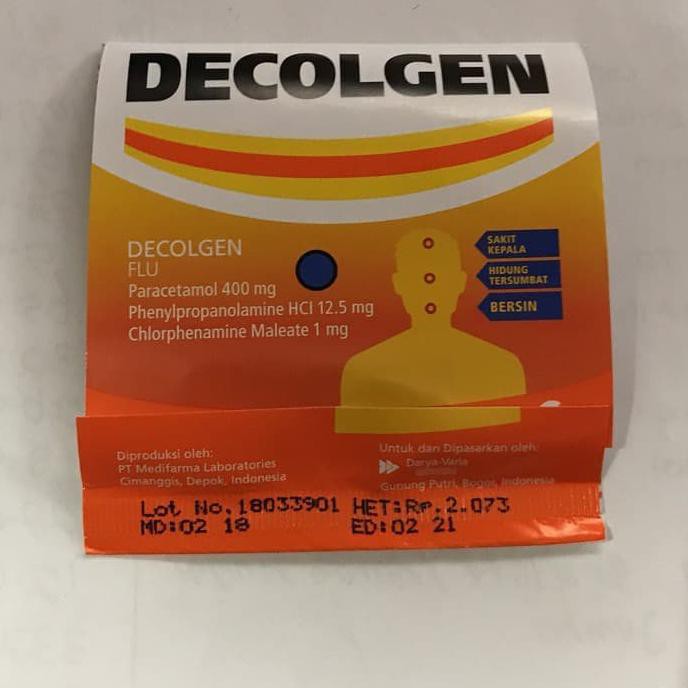 DECOLGEN
DECOLGEN
FLU
Paracetamol 400 mg
Phenylpropanolamine HCl 12.5 mg
Chlorphenamine Maleate 1 mg
SAKIT
KEPALA
HIDUNG
TERSUMBAT
BERSIN
Diproduksi oleh:
PT Medifarma Laboratories
Cimanggis, Depok, Indonesia
Untuk dan Dipasarkan oleh:
Darya-Varia
Gunung Putri, Bogor, Indonesia
Lot No.18033901 HET:Rp.2.073
MD:02 18 ED:02 21